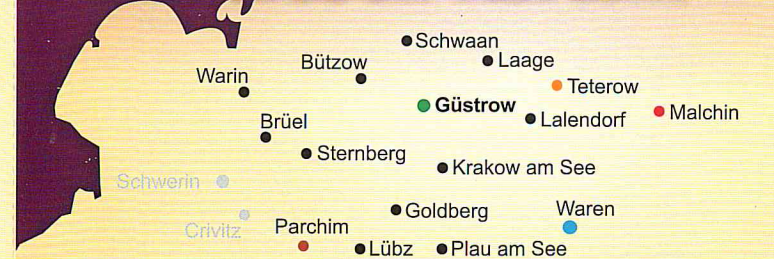 Schwaan
Laage
Bützow
Warin
Teterow
Güstrow
Malchin
Lalendorf
Brüel
Sternberg
Krakow am See
Schwerin
Goldberg
Waren
Crivitz
Parchim
Lübz
Plau am See